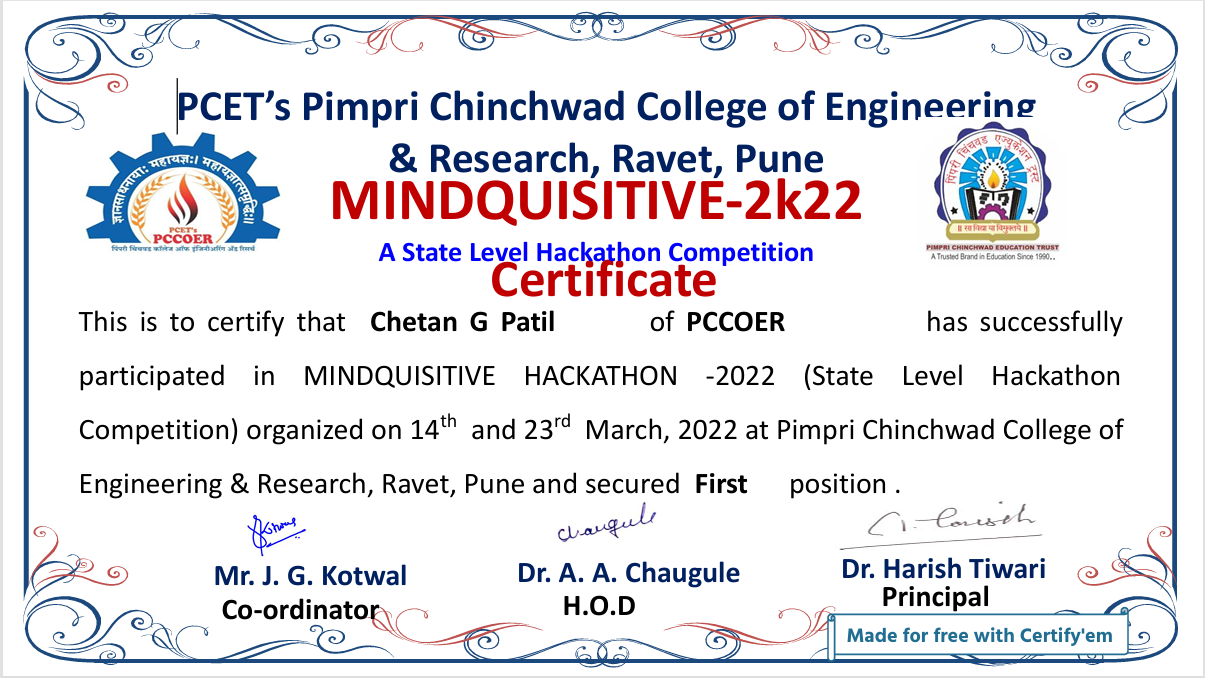 PCET’s Pimpri Chinchwad College of Engineering
& Research, Ravet, Pune
MINDQUISITIVE-2k22
A State Level Hackathon Competition
Certificate
ज्ञानसाधनायाः महायज्ञः। महायज्ञात्समृद्धिः॥
PCET's
PCCOER
पिंपरी चिंचवड कॉलेज ऑफ इंजिनीअरिंग अँड रिसर्च
पिंपरी चिंचवड एज्युकेशन ट्रस्ट
ज्ञान
॥ सा विद्या या विमुक्तये ॥
PIMPRI CHINCHWAD EDUCATION TRUST
A Trusted Brand in Education Since 1990..
This is to certify that Chetan G Patil of PCCOER has successfully
participated in MINDQUISITIVE HACKATHON -2022 (State Level Hackathon
Competition) organized on 14th and 23rd March, 2022 at Pimpri Chinchwad College of
Engineering & Research, Ravet, Pune and secured First position .
chaugule
Mr. J. G. Kotwal
Co-ordinator
Dr. A. A. Chaugule
H.O.D
Dr. Harish Tiwari
Principal
Made for free with Certify'em